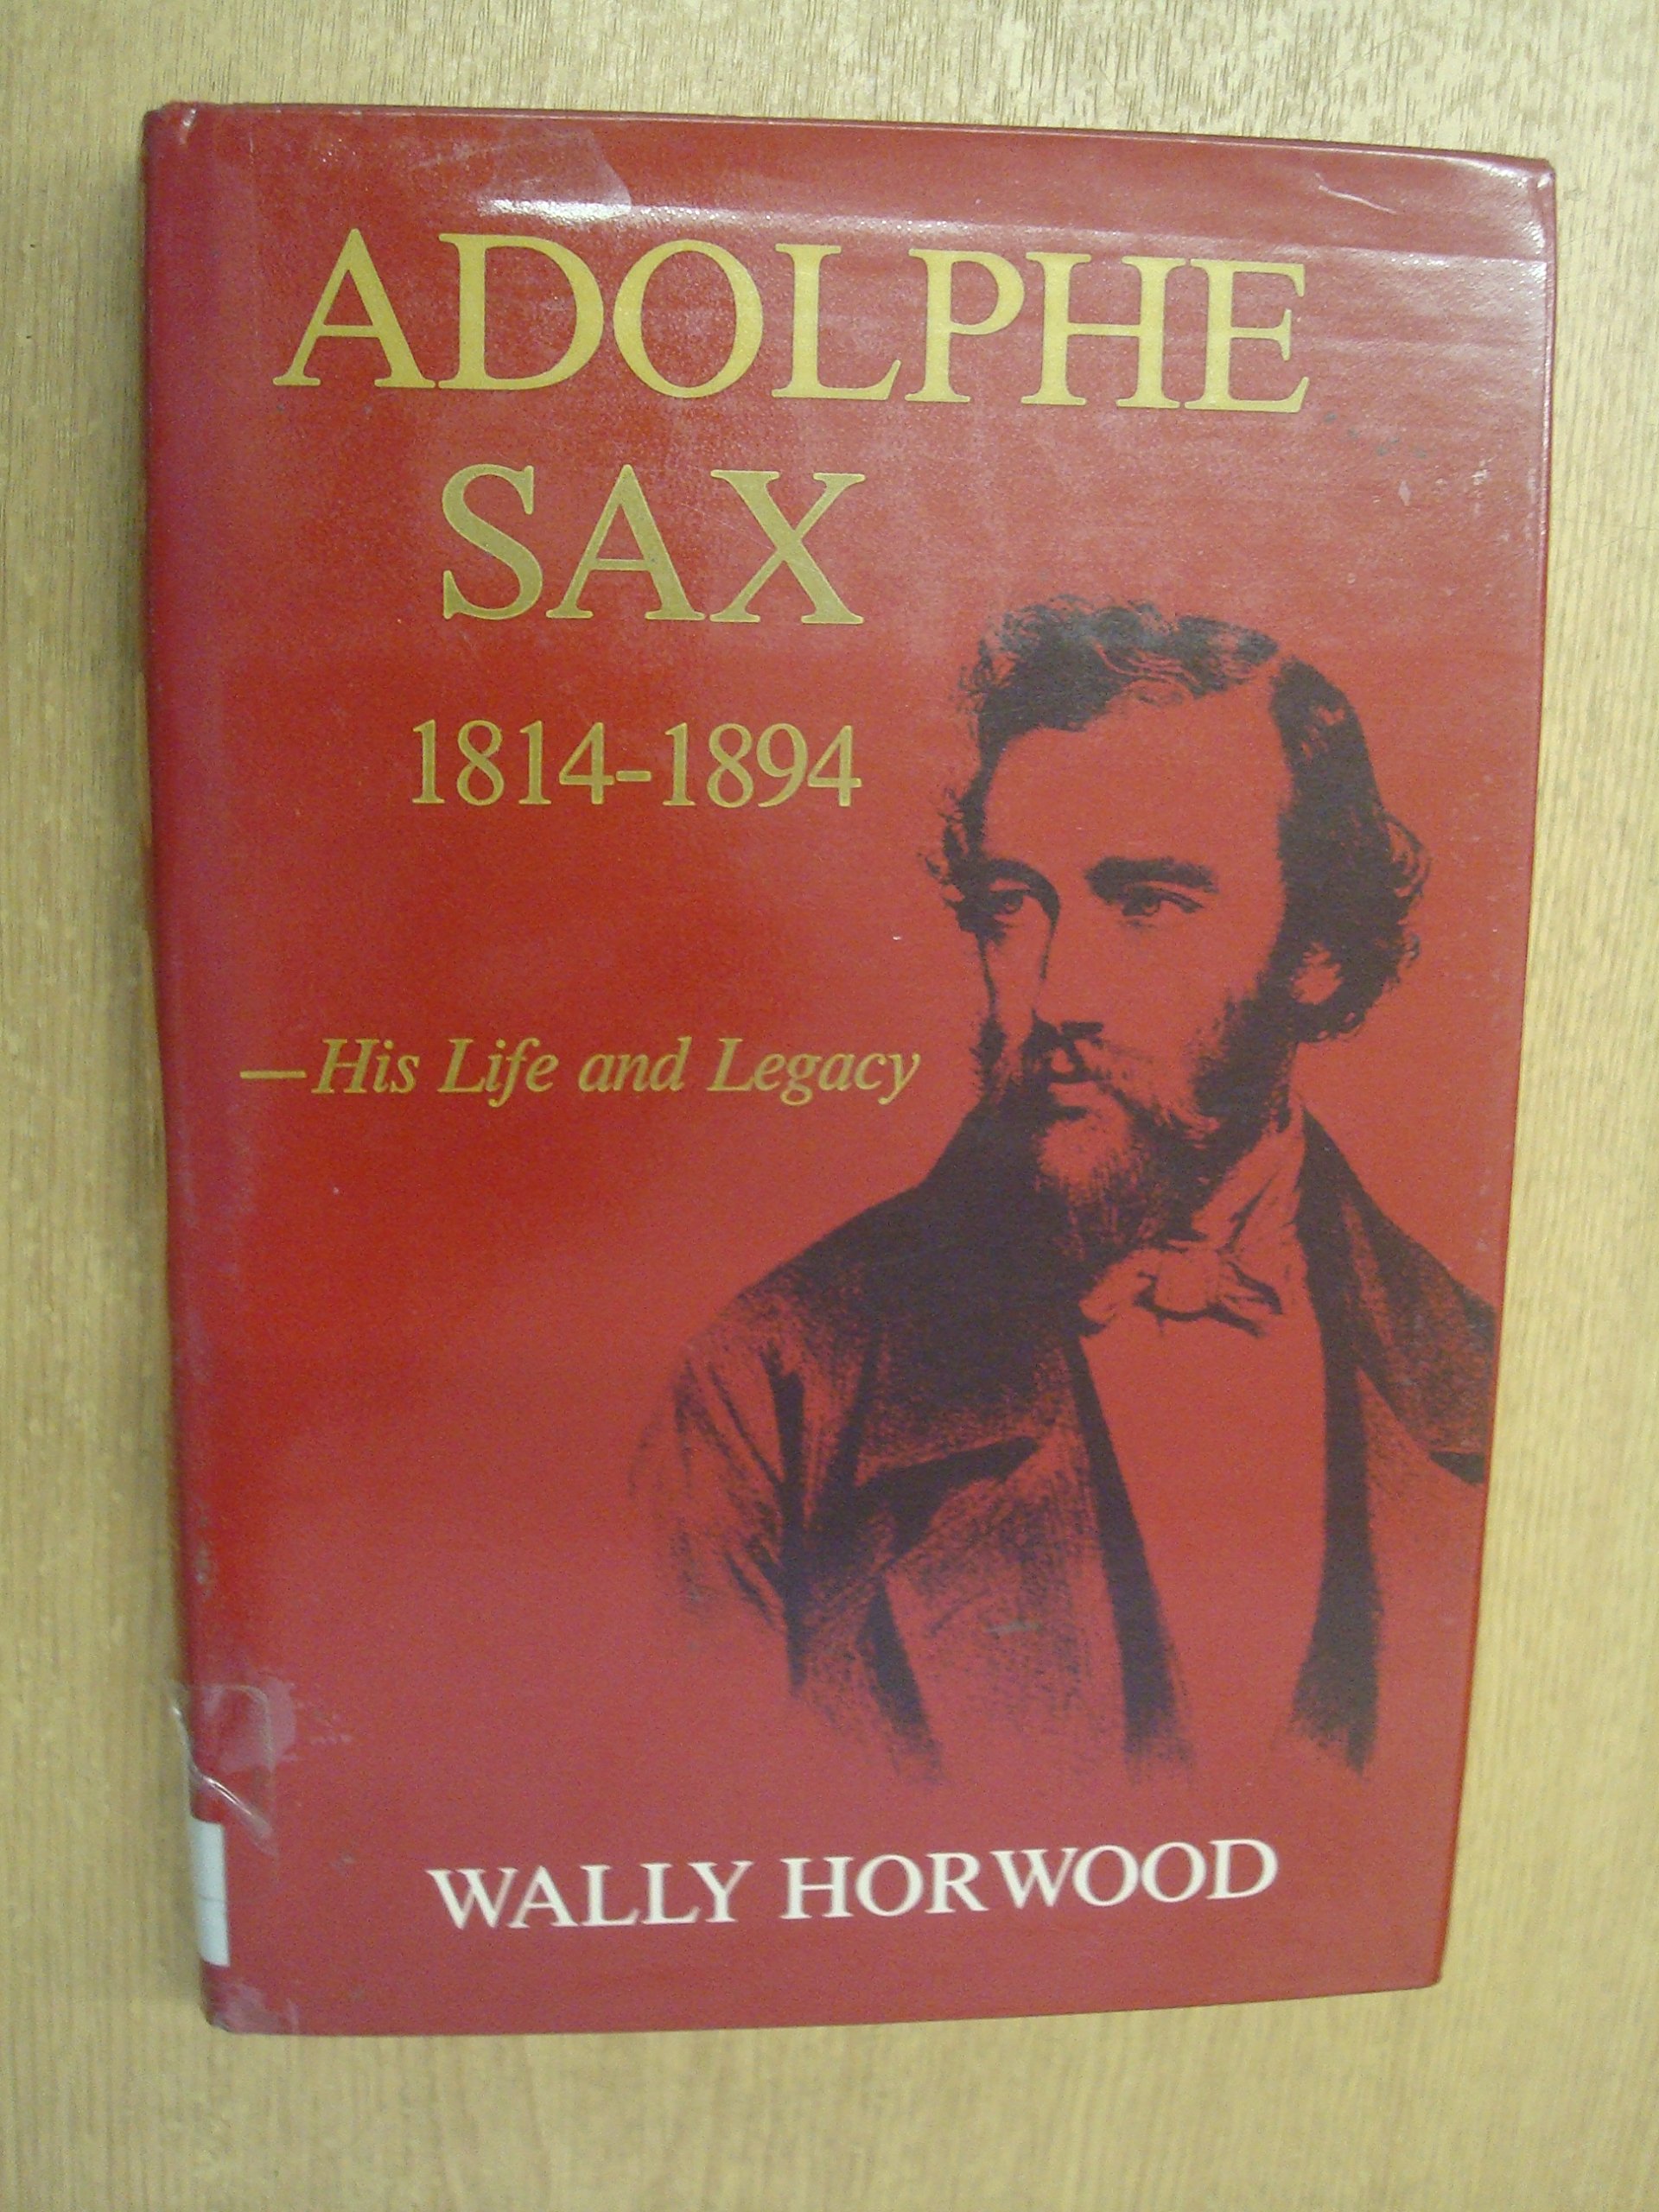 ADOLPHE
SAX
1814-1894
—His Life and Legacy
WALLY HORWOOD